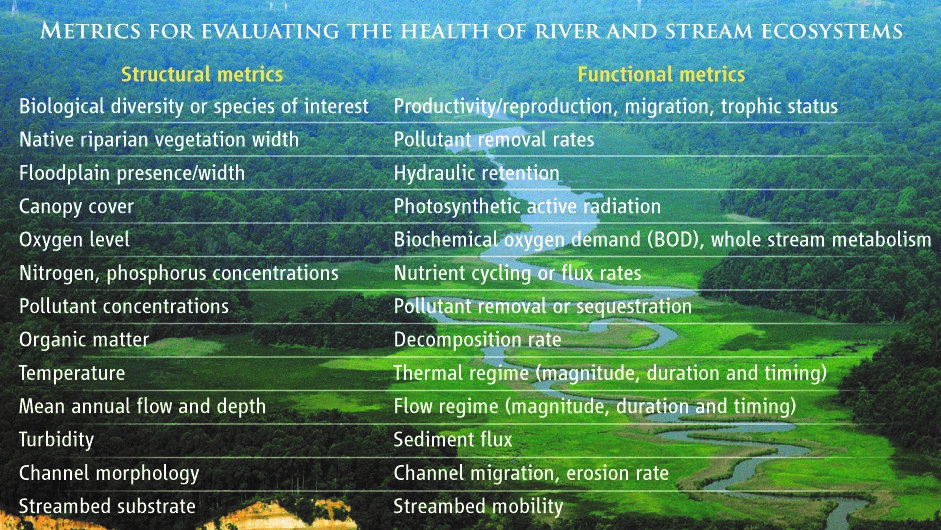 METRICS FOR EVALUATING THE HEALTH OF RIVER AND STREAM ECOSYSTEMS
Structural metrics Functional metrics
Biological diversity or species of interest Productivity/reproduction, migration, trophic status
Native riparian vegetation width Pollutant removal rates
Floodplain presence/width Hydraulic retention
Canopy cover Photosynthetic active radiation
Oxygen level Biochemical oxygen demand (BOD), whole stream metabolism
Nitrogen, phosphorus concentrations Nutrient cycling or flux rates
Pollutant concentrations Pollutant removal or sequestration
Organic matter Decomposition rate
Temperature Thermal regime (magnitude, duration and timing)
Mean annual flow and depth Flow regime (magnitude, duration and timing)
Turbidity Sediment flux
Channel morphology Channel migration, erosion rate
Streambed substrate Streambed mobility